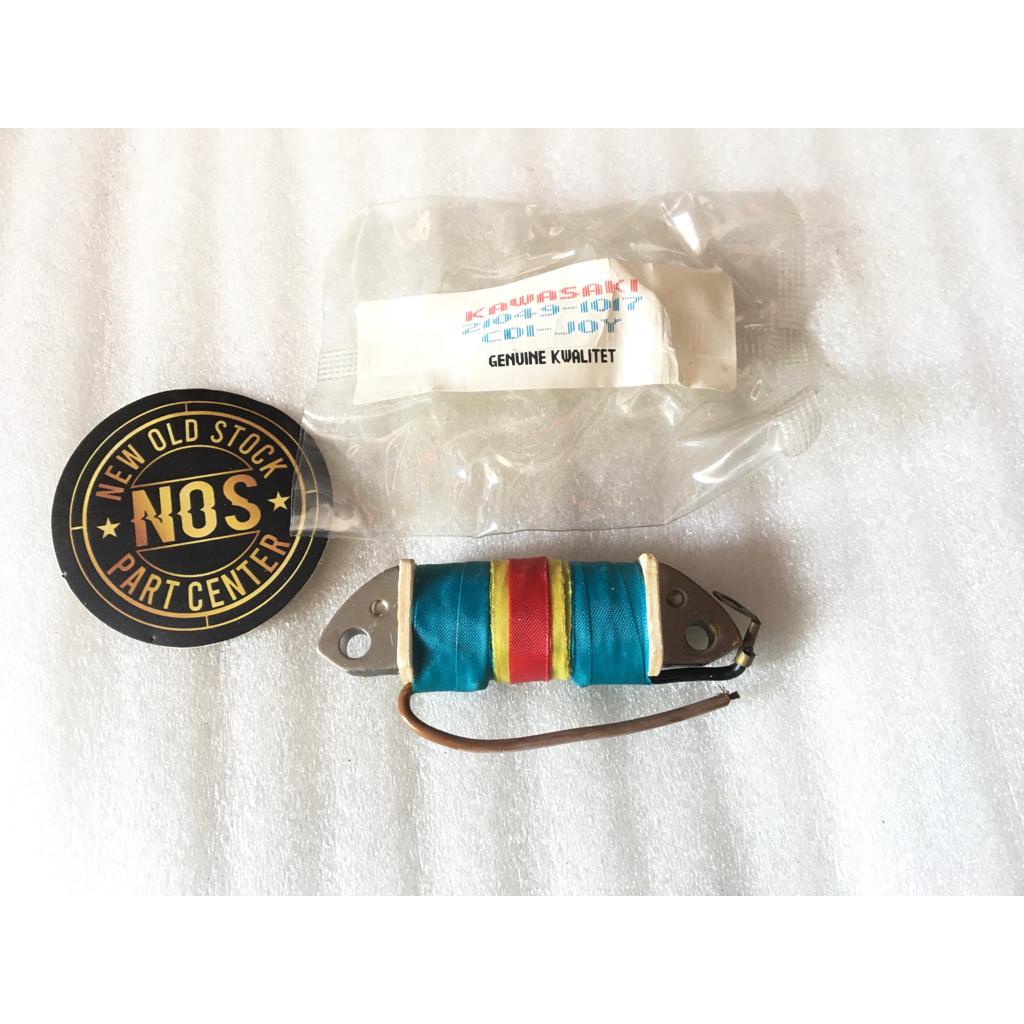 KAWASAKI
21049-1017
CDI-JOY
GENUINE KWALITET
NEW OLD STOCK
NOS
PART CENTER